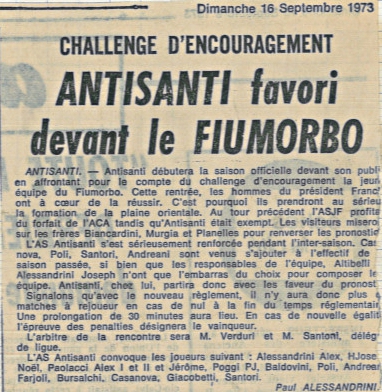 Dimanche 16 Septembre 1973
CHALLENGE D'ENCOURAGEMENT
ANTISANTI favori
devant le FIUMORBO
ANTISANTI. — Antisanti débutera la saison officielle devant son publ
en affrontant pour le compte du challenge d'encouragement la jeun
équipe du Fiumorbo. Cette rentrée, les hommes du président Franc
ont à cœur de la réussir. C'est pourquoi ils prendront au sérieu
la formation de la plaine orientale. Au tour précédent l'ASJF profita
du forfait de l'ACA tandis qu'Antisanti était exempt. Les visiteurs miseron
sur les frères Biancardini, Murgia et Planelles pour renverser les pronostic
L'AS Antisanti s'est sérieusement renforcée pendant l'inter-saison. Cas
nova, Poli, Santori, Andreani sont venus s'ajouter à l'effectif de
saison passée, si bien que les responsables de l'équipe, Altibelli
Alessandrini Joseph n'ont que l'embarras du choix pour composer le
équipe. Antisanti, chez lui, partira donc avec les faveur du pronost
Signalons qu'avec le nouveau règlement, il n'y aura donc plus
matches à rejouer en cas de nul à la fin du temps réglementair
Une prolongation de 30 minutes aura lieu. En cas de nouvelle égalit
l'épreuve des penalties désignera le vainqueur.
L'arbitre de la rencontre sera M. Verduri et M. Santoni, délég
de ligue.
L'AS Antisanti convoque les joueurs suivants : Alessandrini Alex, HJose
Noël, Paolacci Alex I et II et Jérôme, Poggi PJ, Baldovini, Poli, Andrea
Farjoli, Bursalchi, Casanova, Giacobetti, Santori.
Paul ALESSANDRINI